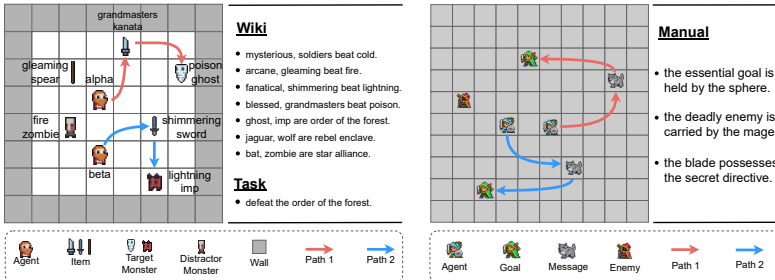 grandmasters
kanata
gleaming
spear
alpha
poison
ghost
fire
zombie
shimmering
sword
beta
lightning
imp
Wiki
• mysterious, soldiers beat cold.
• arcane, gleaming beat fire.
• fanatical, shimmering beat lightning.
• blessed, grandmasters beat poison.
• ghost, imp are order of the forest.
• jaguar, wolf are rebel enclave.
• bat, zombie are star alliance.
Task
• defeat the order of the forest.
Agent
Item
Target
Monster
Distractor
Monster
Wall
Path 1
Path 2
Manual
• the essential goal is
held by the sphere.
• the deadly enemy is
carried by the mage
• the blade possesses
the secret directive.
Agent
Goal
Message
Enemy
Path 1
Path 2